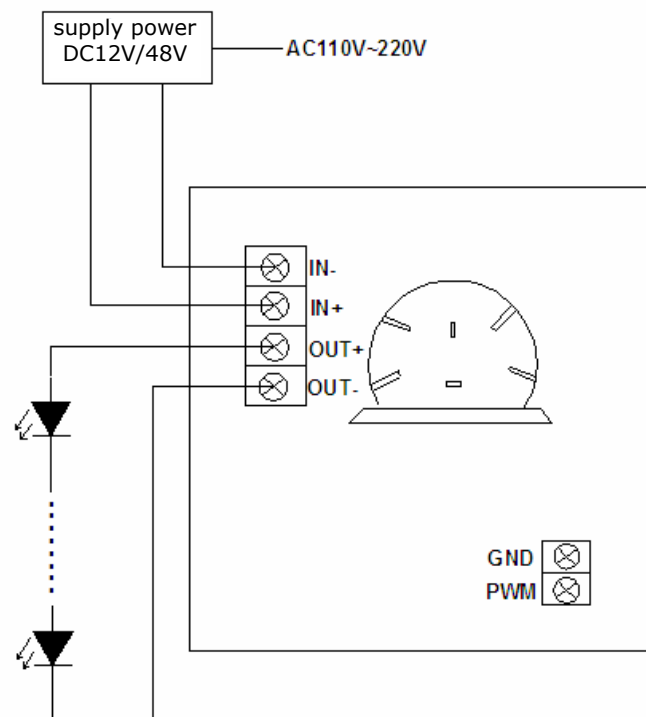 supply power
DC12V/48V
AC110V~220V
IN-
IN+
OUT+
OUT-
GND
PWM